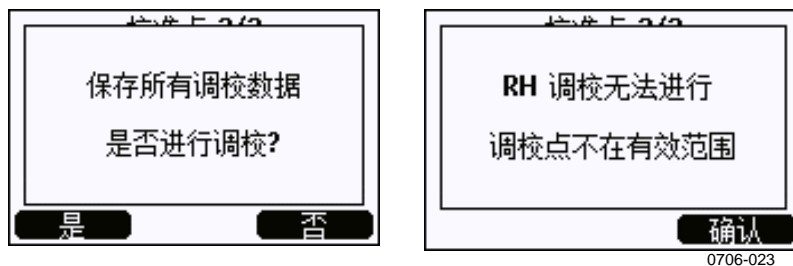 保存所有调校数据
是否进行调校?
是
否
RH 调校无法进行
调校点不在有效范围
确认
0706-023